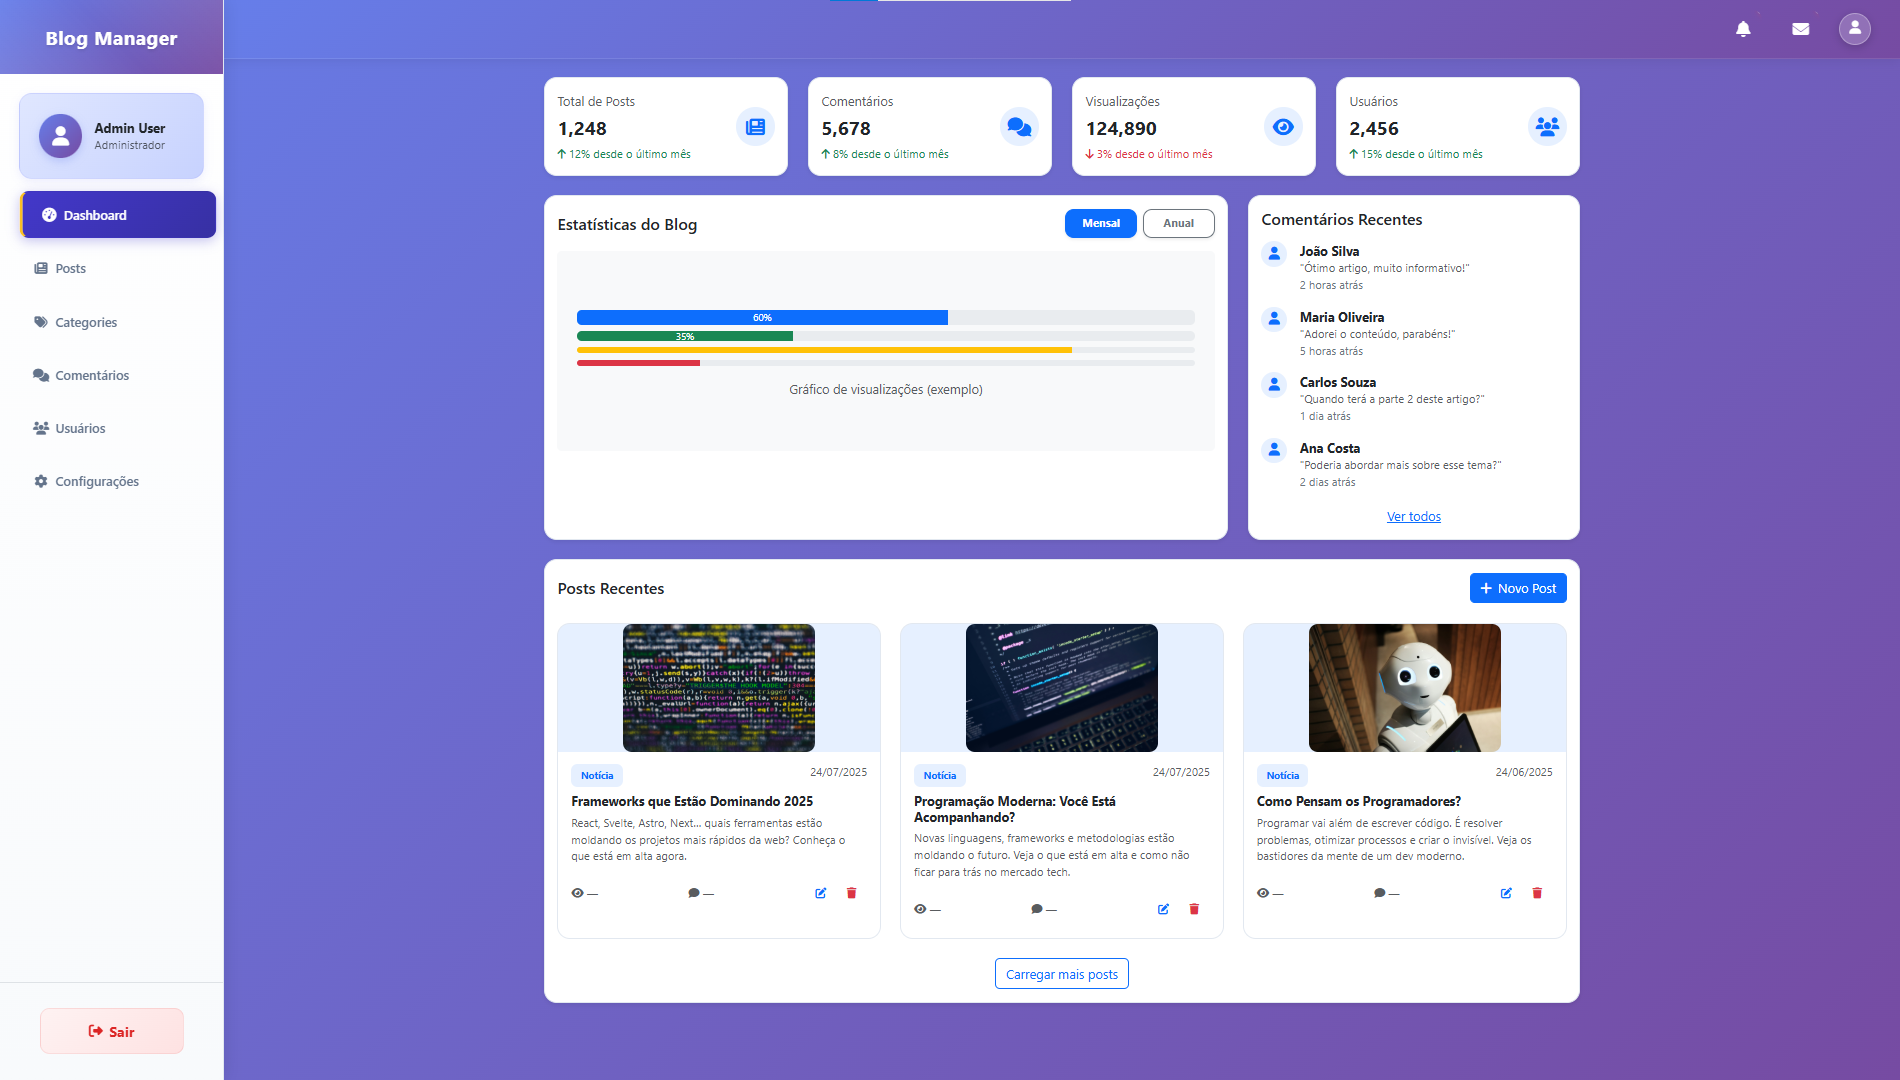 Blog Manager
Admin User
Administrador
Dashboard
Posts
Categories
Comentários
Usuários
Configurações
Sair
Total de Posts
1,248
12% desde o último mês
Comentários
5,678
8% desde o último mês
Visualizações
124,890
3% desde o último mês
Usuários
2,456
15% desde o último mês
Estatísticas do Blog
Mensal
Anual
60%
35%
Gráfico de visualizações (exemplo)
Comentários Recentes
João Silva
"Ótimo artigo, muito informativo!"
2 horas atrás
Maria Oliveira
"Adorei o conteúdo, parabéns!"
5 horas atrás
Carlos Souza
"Quando terá a parte 2 deste artigo?"
1 dia atrás
Ana Costa
"Poderia abordar mais sobre esse tema?"
2 dias atrás
Ver todos
Posts Recentes
Novo Post
Notícia
24/07/2025
Frameworks que Estão Dominando 2025
React, Svelte, Astro, Next... quais ferramentas estão
moldando os projetos mais rápidos da web? Conheça o
que está em alta agora.
—
—
Notícia
24/07/2025
Programação Moderna: Você Está
Acompanhando?
Novas linguagens, frameworks e metodologias estão
moldando o futuro. Veja o que está em alta e como não
ficar para trás no mercado tech.
—
—
Notícia
24/06/2025
Como Pensam os Programadores?
Programar vai além de escrever código. É resolver
problemas, otimizar processos e criar o invisível. Veja os
bastidores da mente de um dev moderno.
—
—
Carregar mais posts